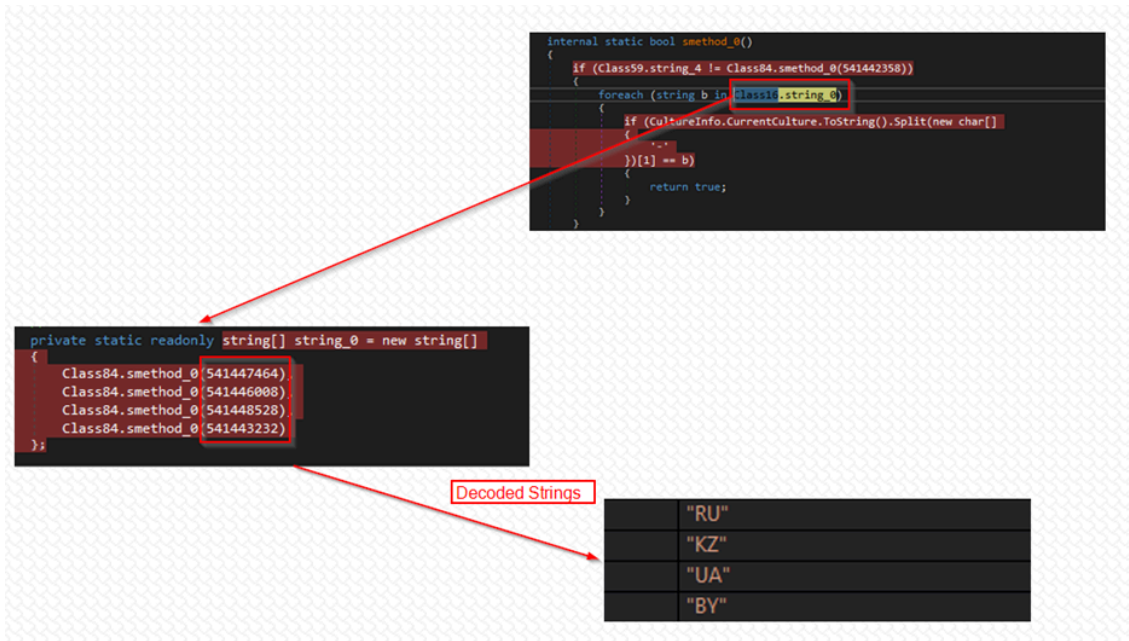 internal static bool smethod_0()
{
if (Class59.string_4 != Class84.smethod_0(541442358))
{
foreach (string b in Class16.string_0)
{
if (CultureInfo.CurrentCulture.ToString().Split(new char[]
{
'-'
})[1] == b)
{
return true;
}
}
}
private static readonly string[] string_0 = new string[]
{
Class84.smethod_0(541447464),
Class84.smethod_0(541446008),
Class84.smethod_0(541448528),
Class84.smethod_0(541443232)
};
Decoded Strings
"RU"
"KZ"
"UA"
"BY"